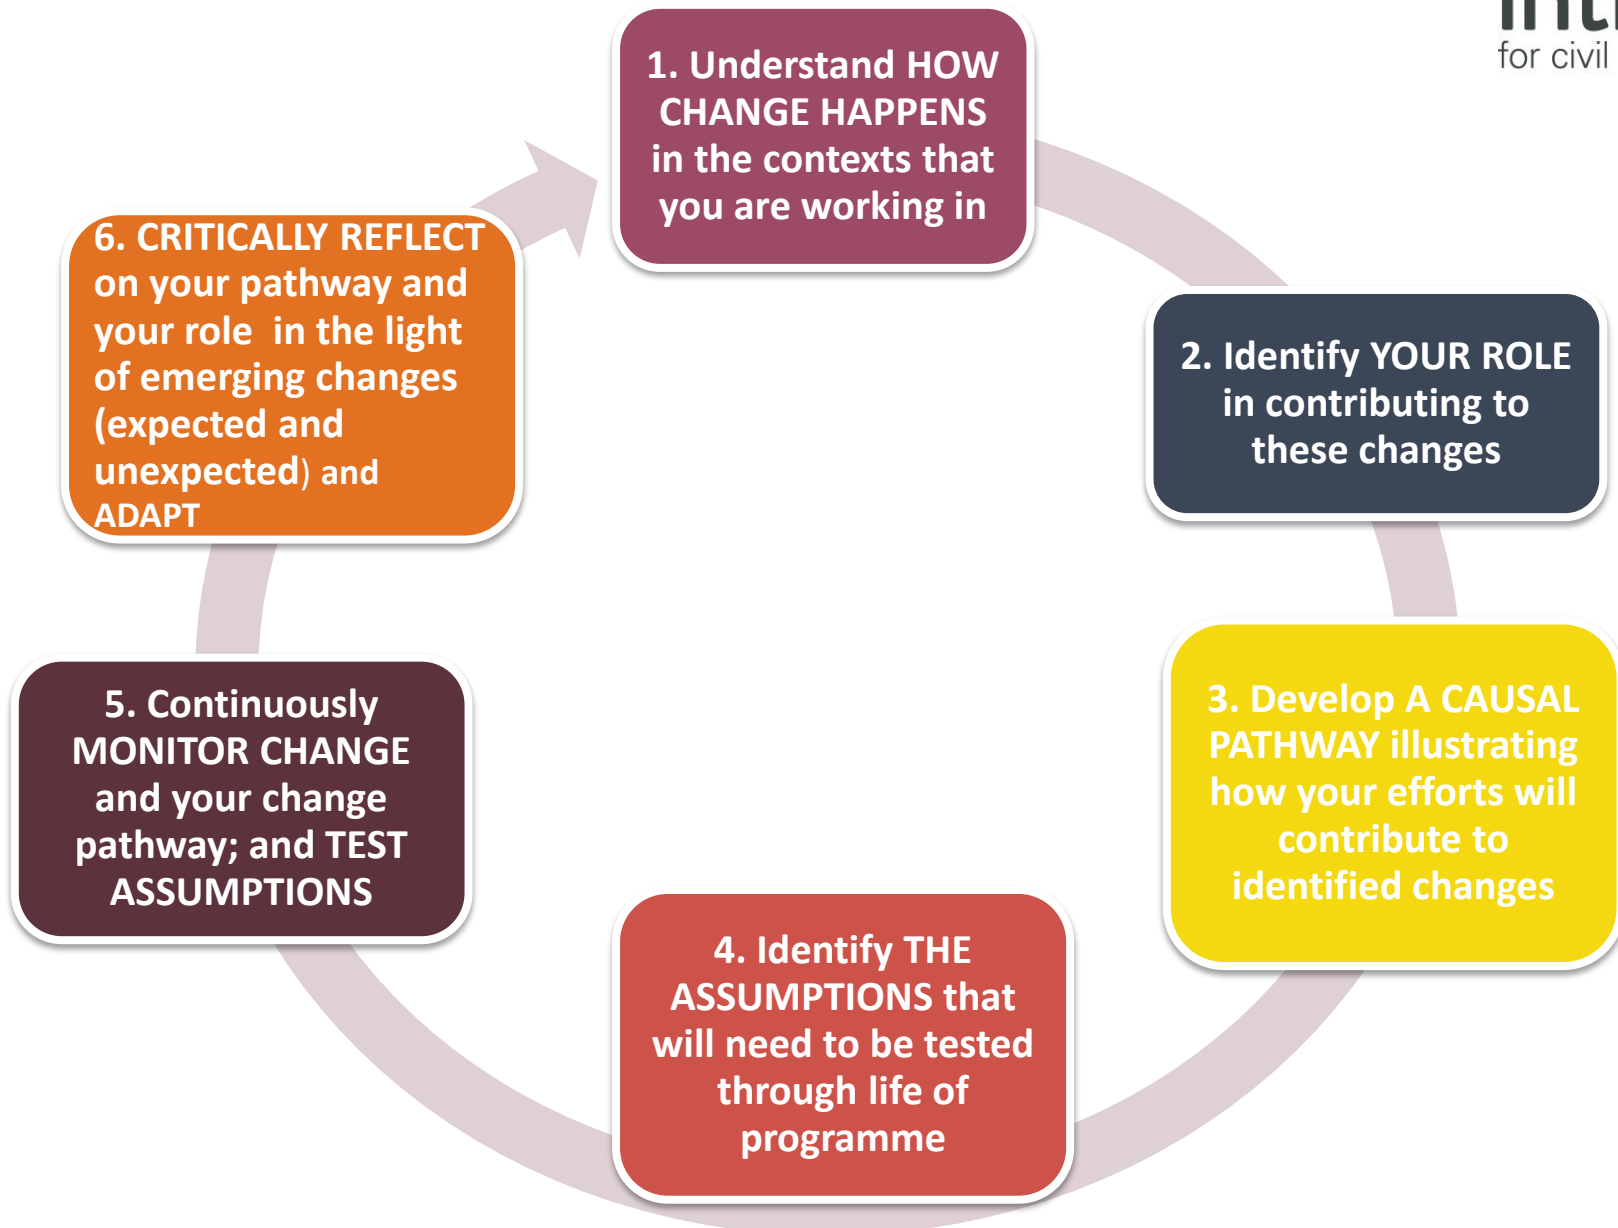 for civil
1. Understand HOW
CHANGE HAPPENS
in the contexts that
you are working in
2. Identify YOUR ROLE
in contributing to
these changes
3. Develop A CAUSAL
PATHWAY illustrating
how your efforts will
contribute to
identified changes
4. Identify THE
ASSUMPTIONS that
will need to be tested
through life of
programme
5. Continuously
MONITOR CHANGE
and your change
pathway; and TEST
ASSUMPTIONS
6. CRITICALLY REFLECT
on your pathway and
your role in the light
of emerging changes
(expected and
unexpected) and
ADAPT